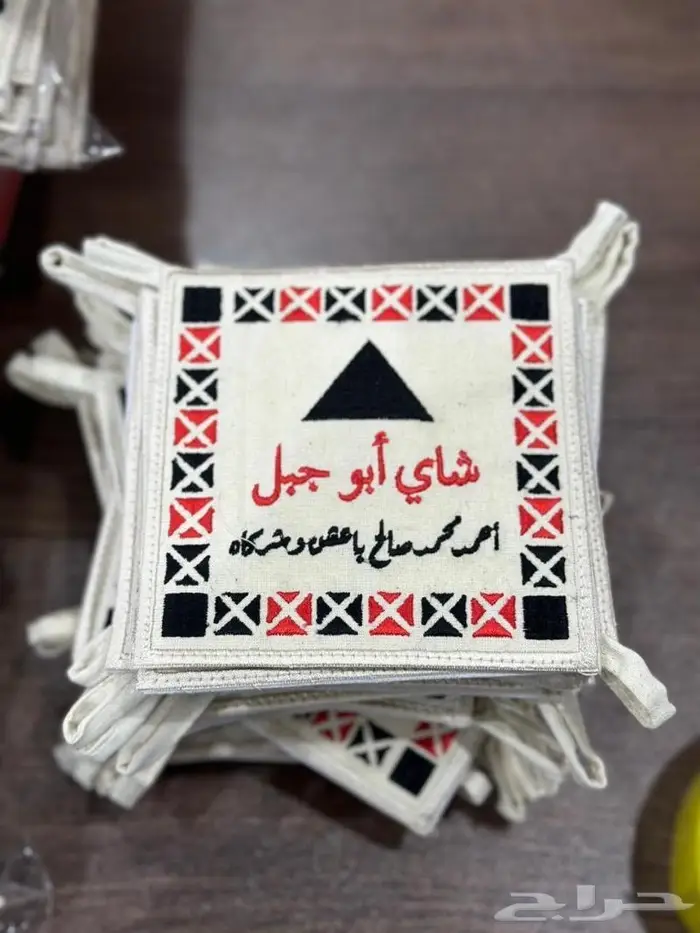 شاي أبو جبل
أحمد محمد صالح باعشن وشركاه
حراج